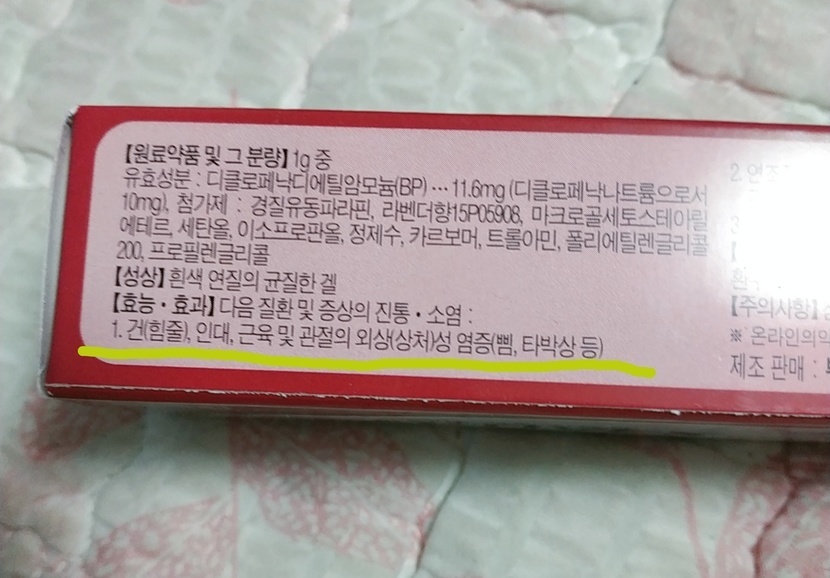 【원료약품 및 그 분량】 1g 중
유효성분 : 디클로페낙디에틸암모늄(BP) ··· 11.6mg (디클로페낙나트륨으로서
10mg), 첨가제 : 경질유동파라핀, 라벤더향15P05908, 마크로골세토스테아릴
에테르, 세탄올, 이소프로판올, 정제수, 카르보머, 트롤아민, 폴리에틸렌글리콜
200, 프로필렌글리콜
【성상】 흰색 연질의 균질한 겔
【효능·효과】 다음 질환 및 증상의 진통·소염 :
1. 건(힘줄), 인대, 근육 및 관절의 외상(상처)성 염증(삠, 타박상 등)
2.
3.
【주의사항】
※ 온라인의약
제조 판매 :